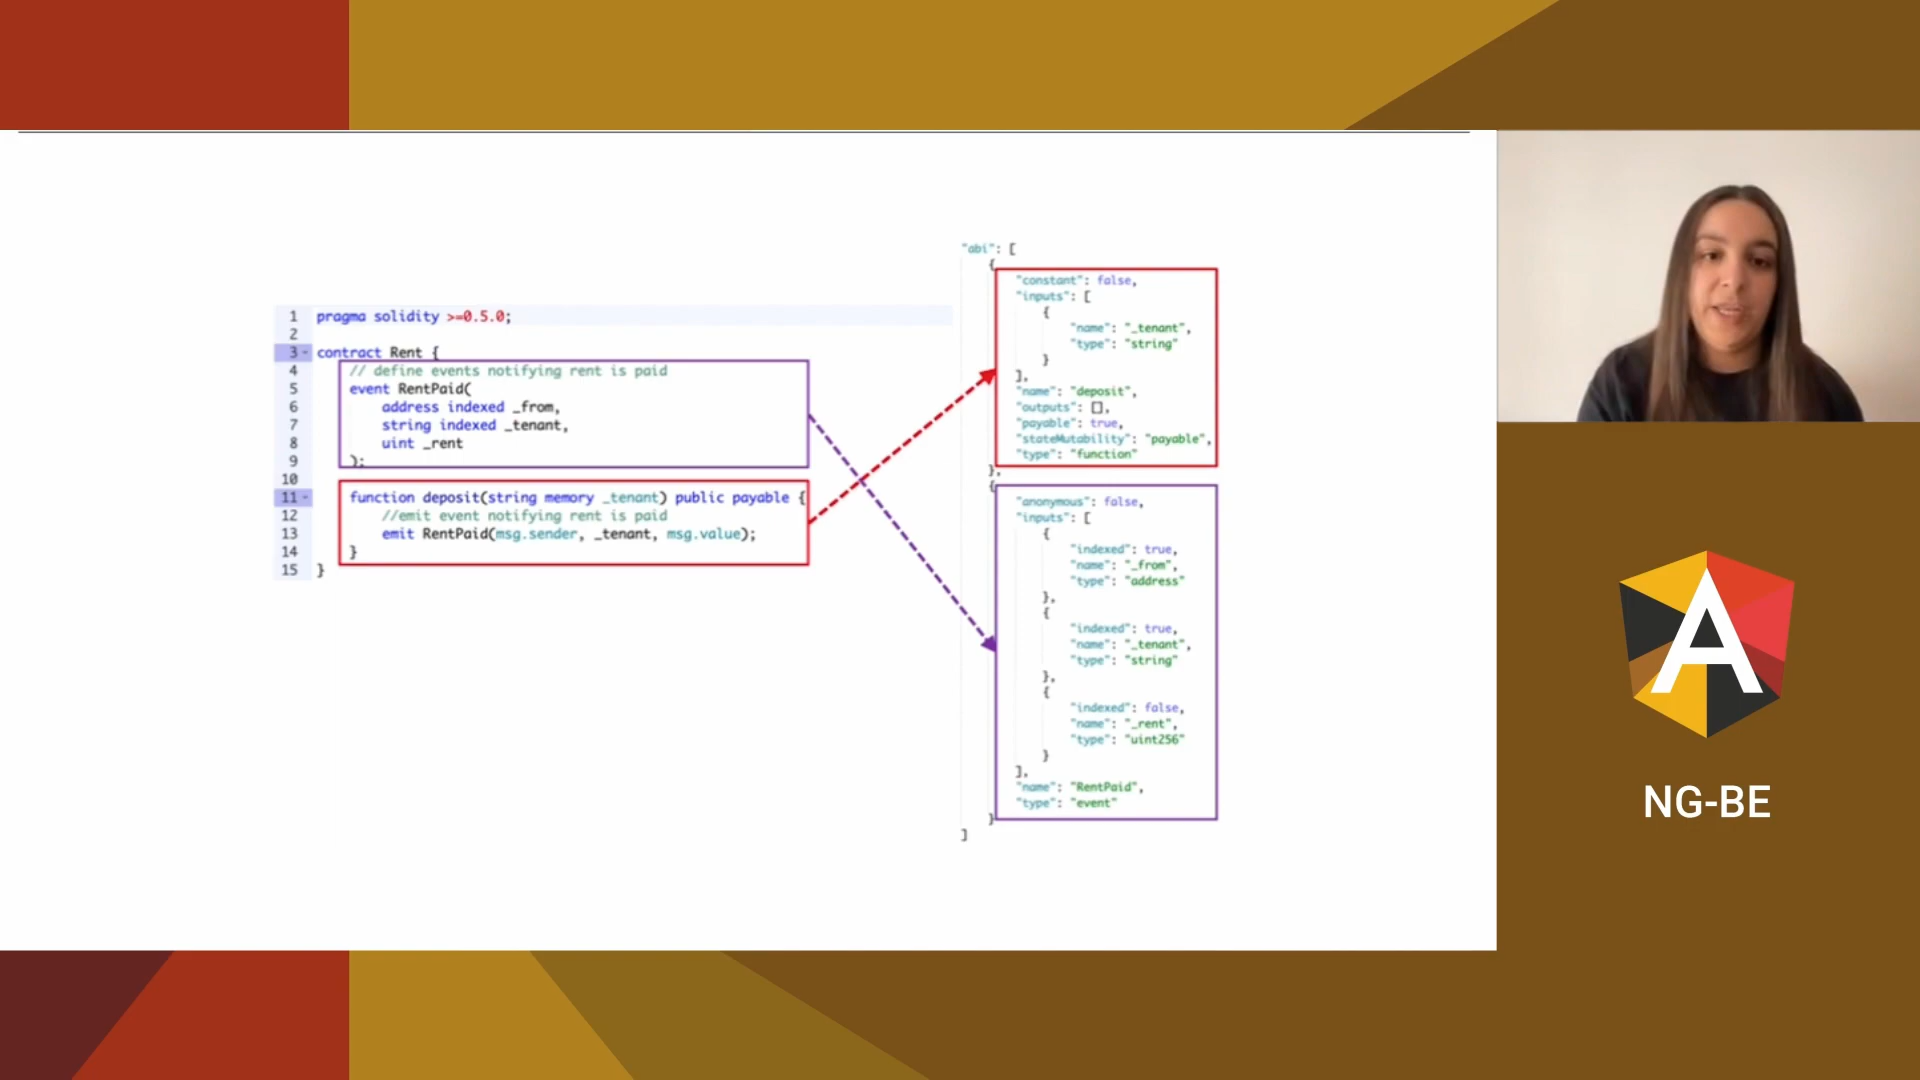 1 pragma solidity >=0.5.0;
2
3 contract Rent {
4 // define events notifying rent is paid
5 event RentPaid(
6 address indexed _from,
7 string indexed _tenant,
8 uint _rent
9 );
10
11 function deposit(string memory _tenant) public payable {
12 //emit event notifying rent is paid
13 emit RentPaid(msg.sender, _tenant, msg.value);
14 }
15 }
"abi": [
{
"constant": false,
"inputs": [
{
"name": "_tenant",
"type": "string"
}
],
"name": "deposit",
"outputs": [],
"payable": true,
"stateMutability": "payable",
"type": "function"
},
{
"anonymous": false,
"inputs": [
{
"indexed": true,
"name": "_from",
"type": "address"
},
{
"indexed": true,
"name": "_tenant",
"type": "string"
},
{
"indexed": false,
"name": "_rent",
"type": "uint256"
}
],
"name": "RentPaid",
"type": "event"
}
]
A
NG-BE